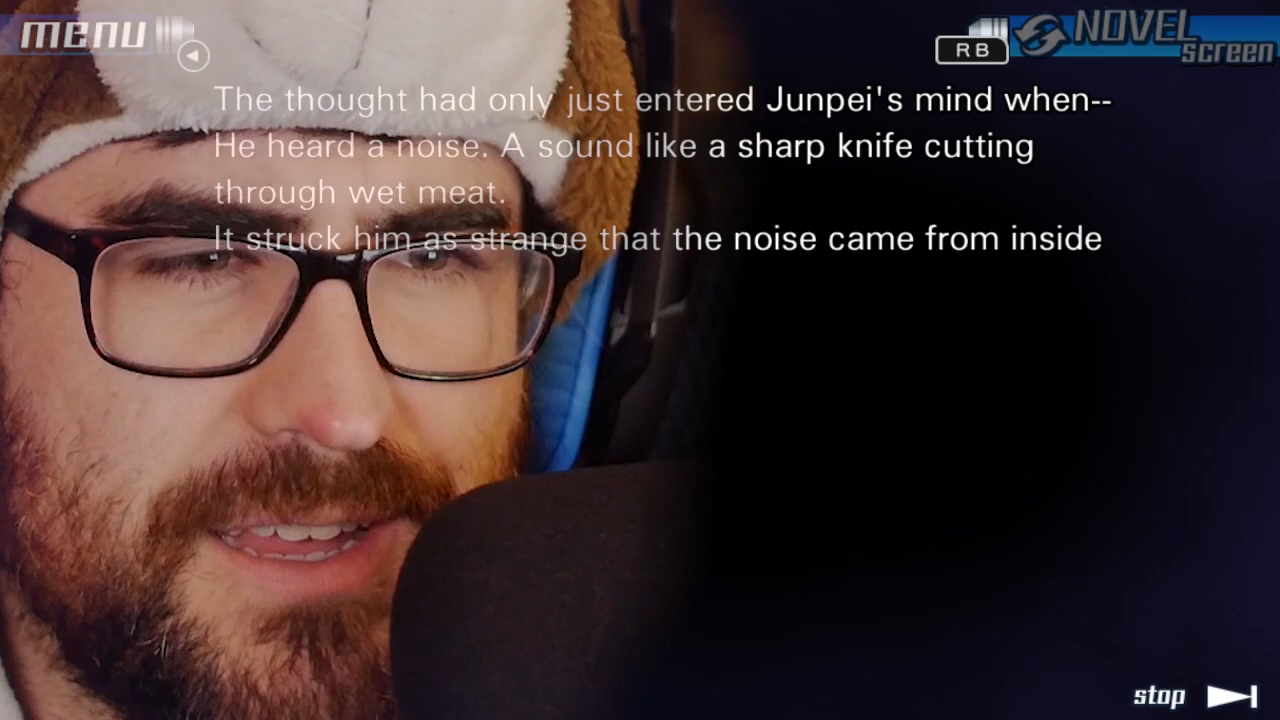 menu
RB
NOVEL
screen
The thought had only just entered Junpei's mind when--
He heard a noise. A sound like a sharp knife cutting
through wet meat.
It struck him as strange that the noise came from inside
stop